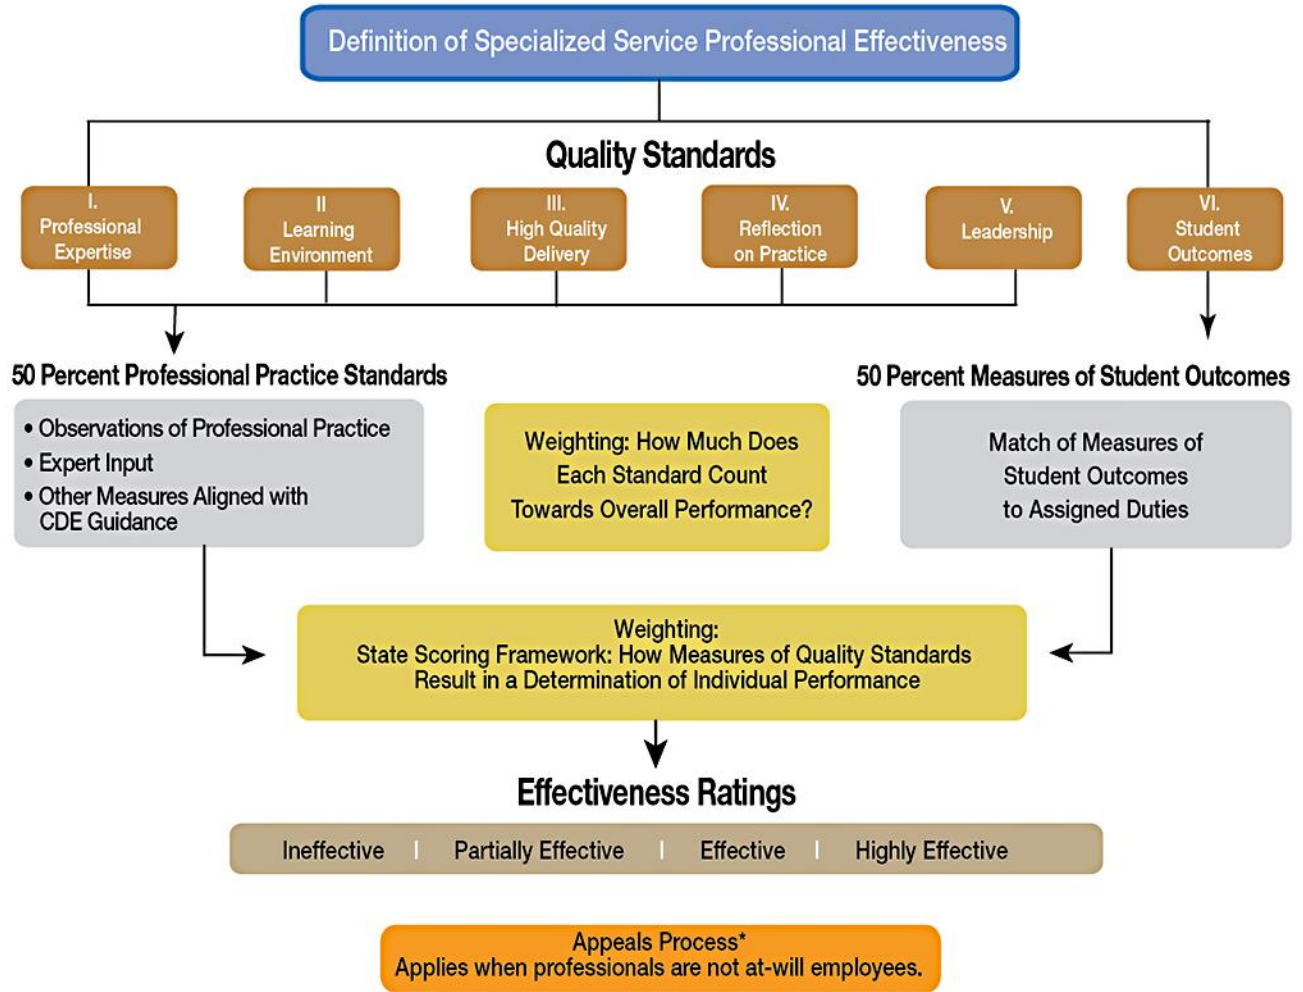 Definition of Specialized Service Professional Effectiveness
Quality Standards
I.
Professional
Expertise
II
Learning
Environment
III.
High Quality
Delivery
IV.
Reflection
on Practice
V.
Leadership
VI.
Student
Outcomes
50 Percent Professional Practice Standards
• Observations of Professional Practice
• Expert Input
• Other Measures Aligned with
CDE Guidance
Weighting: How Much Does
Each Standard Count
Towards Overall Performance?
50 Percent Measures of Student Outcomes
Match of Measures of
Student Outcomes
to Assigned Duties
Weighting:
State Scoring Framework: How Measures of Quality Standards
Result in a Determination of Individual Performance
Effectiveness Ratings
Ineffective | Partially Effective | Effective | Highly Effective
Appeals Process*
Applies when professionals are not at-will employees.